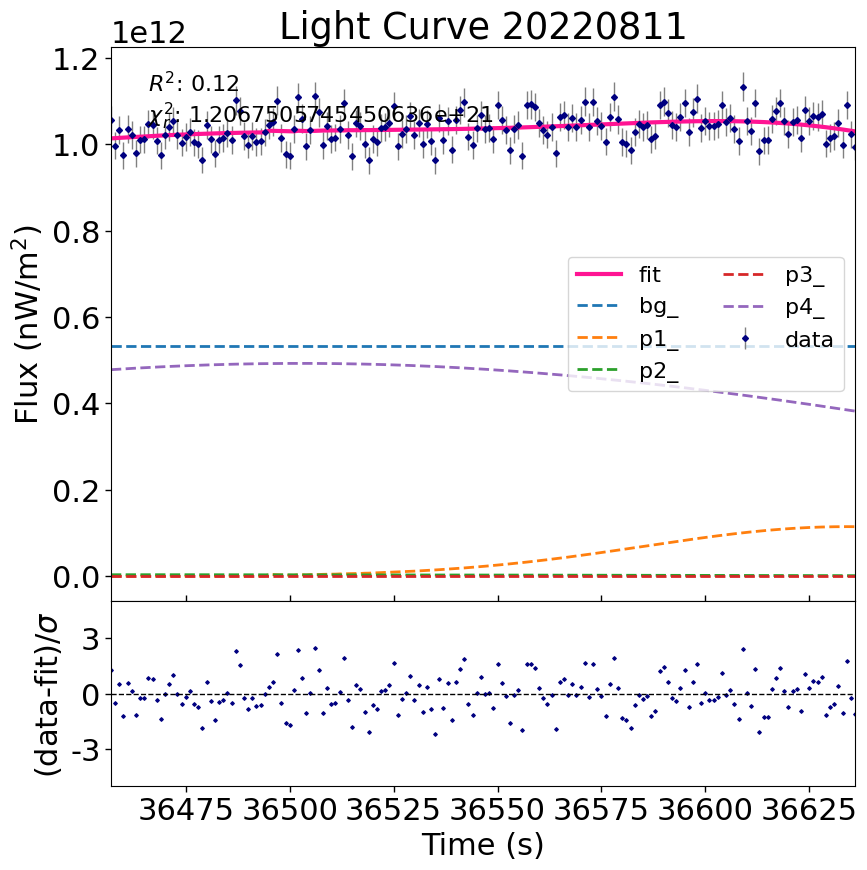 Light Curve 20220811
1e12
R²: 0.12
χ²ᵣ: 1.2067505745450636e+21
1.2
1.0
0.8
0.6
0.4
0.2
0.0
Flux (nW/m²)
fit
bg_
p1_
p2_
p3_
p4_
data
3
0
-3
(data-fit)/σ
36475 36500 36525 36550 36575 36600 36625
Time (s)